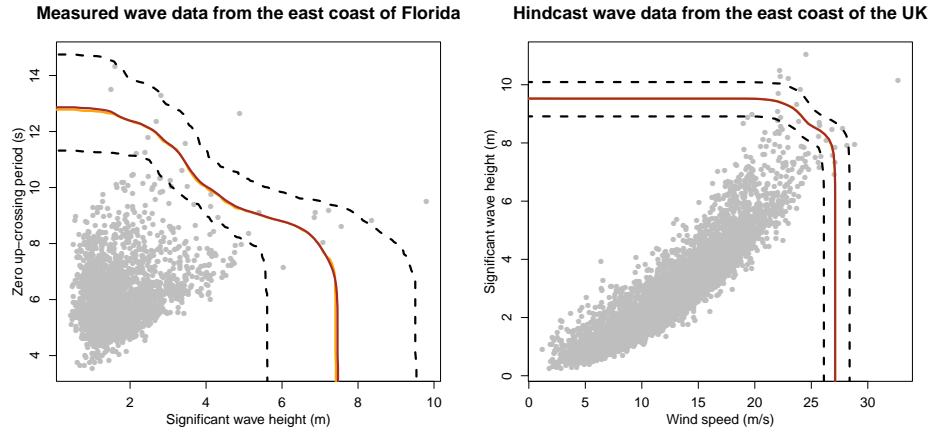 Measured wave data from the east coast of Florida
Zero up−crossing period (s)
14
12
10
8
6
4
2 4 6 8 10
Significant wave height (m)
Hindcast wave data from the east coast of the UK
Significant wave height (m)
10
8
6
4
2
0
0 5 10 15 20 25 30
Wind speed (m/s)